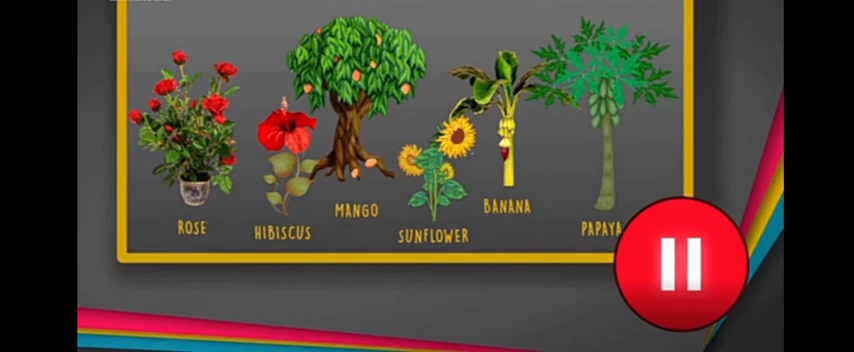 ROSE
HIBISCUS
MANGO
SUNFLOWER
BANANA
PAPAYA